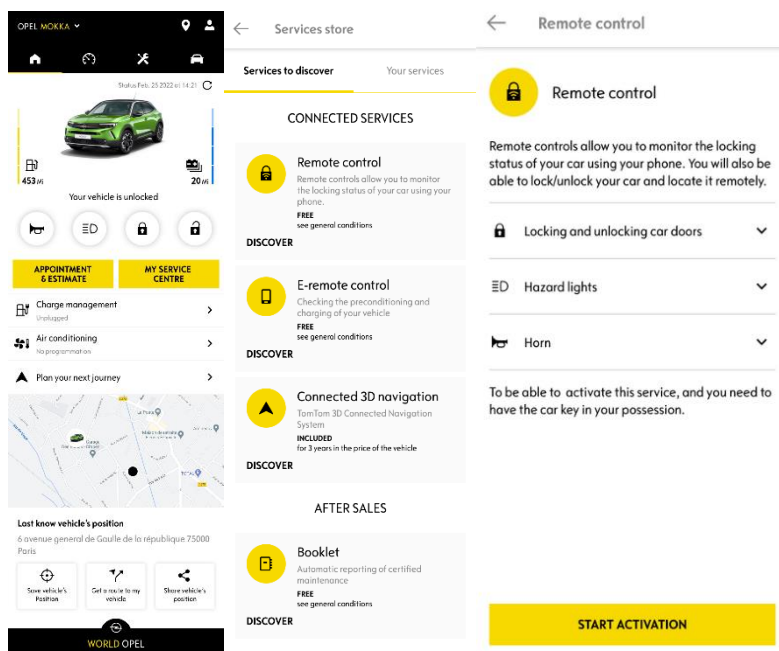 OPEL MOKKA
Status Feb. 25 2022 at 14:21
453 mi
20 mi
Your vehicle is unlocked
APPOINTMENT
& ESTIMATE
MY SERVICE
CENTRE
Charge management
Unplugged
Air conditioning
No programmation
Plan your next journey
Last know vehicle's position
6 avenue general de Gaulle de la république 75000
Paris
Save vehicle's
Position
Get a route to my
vehicle
Share vehicle's
position
WORLD OPEL
Services store
Services to discover
Your services
CONNECTED SERVICES
Remote control
Remote controls allow you to monitor
the locking status of your car using your
phone.
FREE
see general conditions
DISCOVER
E-remote control
Checking the preconditioning and
charging of your vehicle
FREE
see general conditions
DISCOVER
Connected 3D navigation
TomTom 3D Connected Navigation
System
INCLUDED
for 3 years in the price of the vehicle
DISCOVER
AFTER SALES
Booklet
Automatic reporting of certified
maintenance
FREE
see general conditions
DISCOVER
Remote control
Remote control
Remote controls allow you to monitor the locking
status of your car using your phone. You will also be
able to lock/unlock your car and locate it remotely.
Locking and unlocking car doors
Hazard lights
Horn
To be able to activate this service, and you need to
have the car key in your possession.
START ACTIVATION